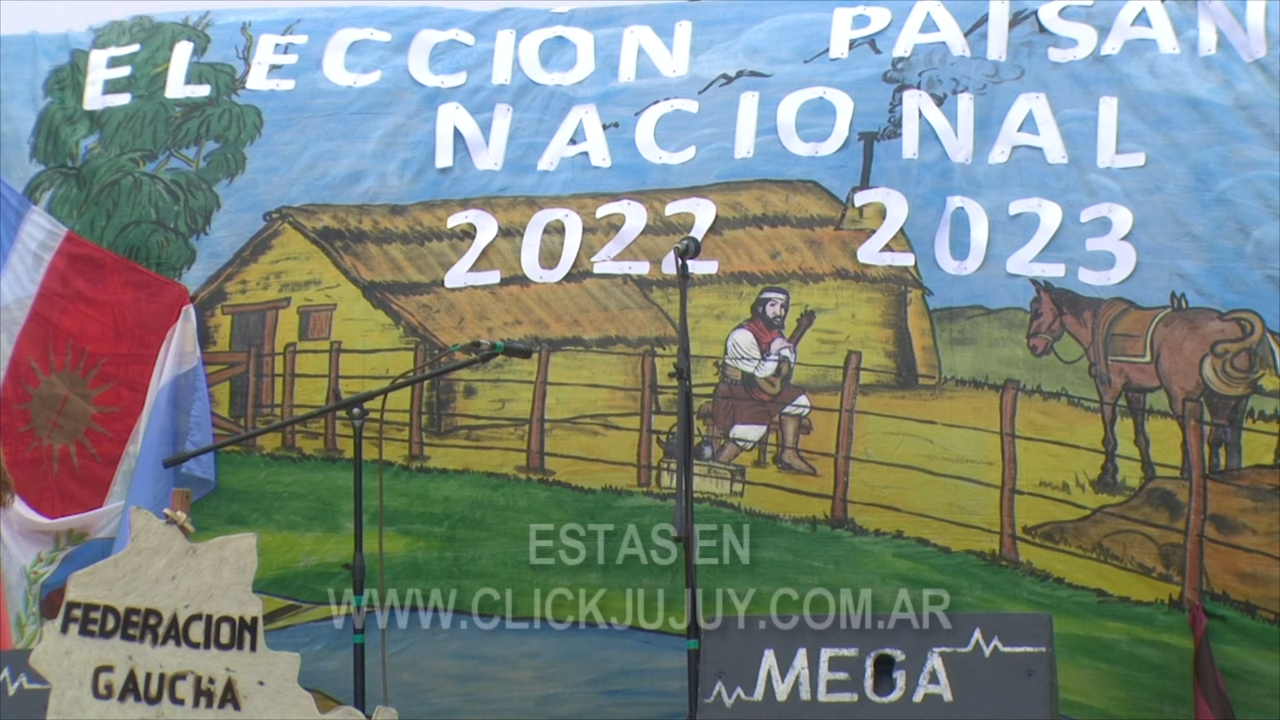 ELECCIÓN PAISAN
NACIONAL
2022 2023
ESTAS EN
WWW.CLICKJUJUY.COM.AR
FEDERACION
GAUCHA
MEGA